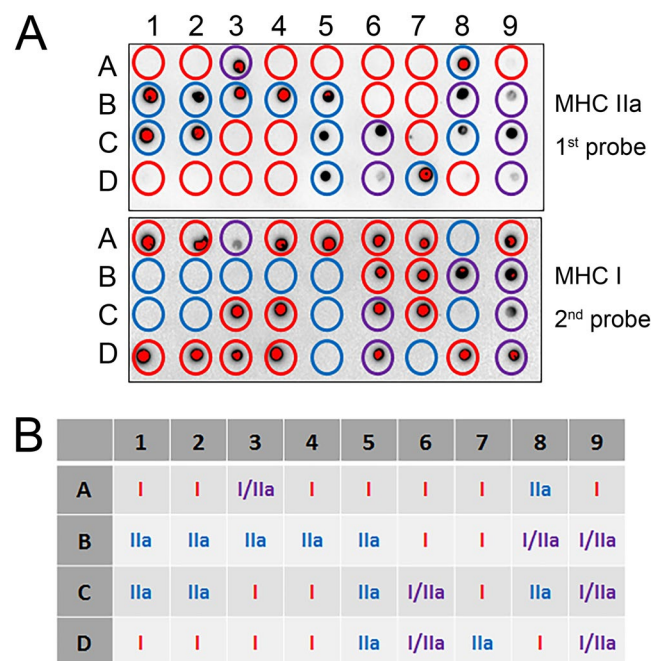 A
1 2 3 4 5 6 7 8 9
A
B
MHC IIa
C
1st probe
D
A
B
MHC I
C
2nd probe
D
B
1 2 3 4 5 6 7 8 9
A I I I/IIa I I I I IIa I
B IIa IIa IIa IIa IIa I I I/IIa I/IIa
C IIa IIa I I IIa I/IIa I IIa I/IIa
D I I I I IIa I/IIa IIa I I/IIa